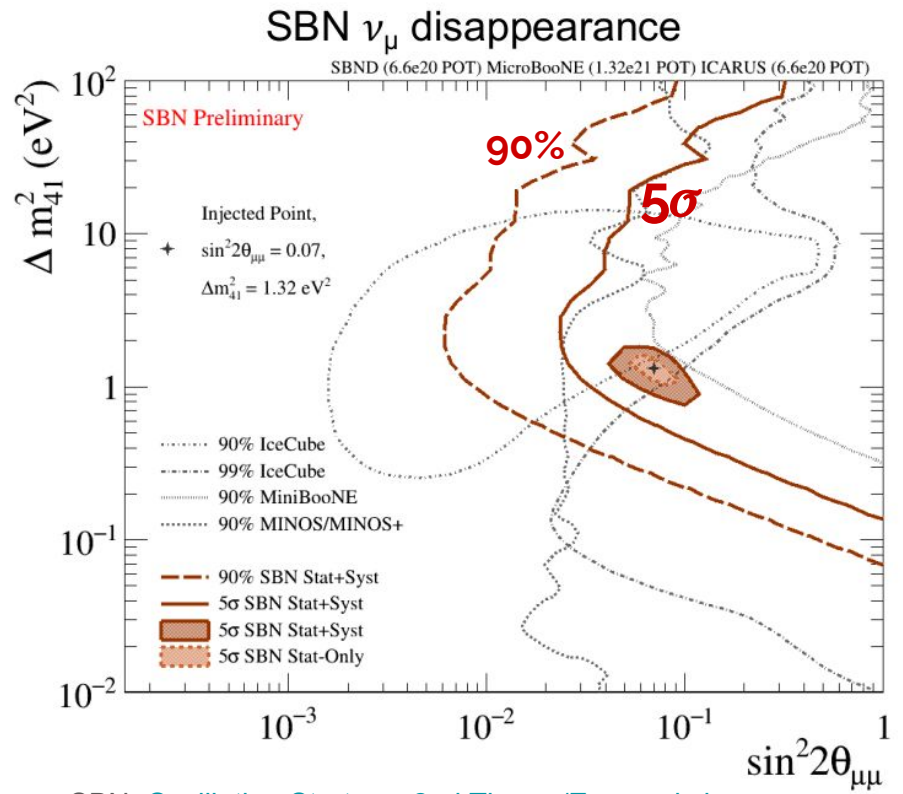 SBN ν_μ disappearance
SBND (6.6e20 POT) MicroBooNE (1.32e21 POT) ICARUS (6.6e20 POT)
10²
SBN Preliminary
90%
Δ m²₄₁ (eV²)
5σ
Injected Point,
sin²2θ_μμ = 0.07,
Δm²₄₁ = 1.32 eV²
10
1
90% IceCube
99% IceCube
90% MiniBooNE
90% MINOS/MINOS+
10⁻¹
90% SBN Stat+Syst
5σ SBN Stat+Syst
5σ SBN Stat+Syst
5σ SBN Stat-Only
10⁻²
10⁻³ 10⁻² 10⁻¹ 1
sin²2θ_μμ